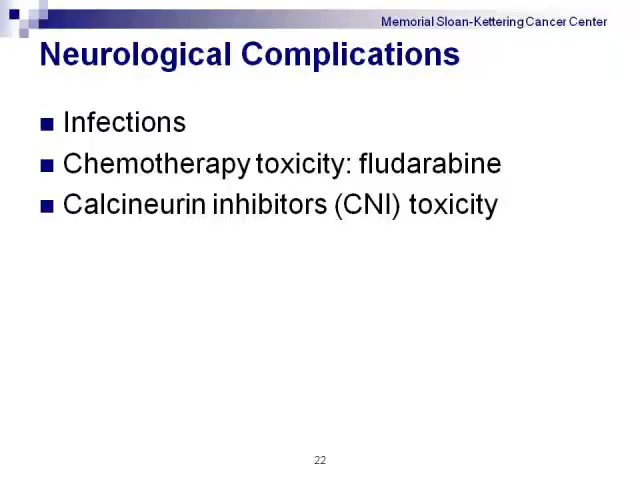 Memorial Sloan-Kettering Cancer Center
Neurological Complications
Infections
Chemotherapy toxicity: fludarabine
Calcineurin inhibitors (CNI) toxicity
22